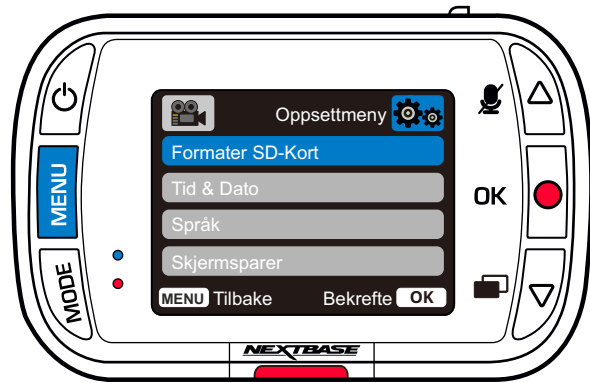 Oppsettmeny
Formater SD-Kort
Tid & Dato
Språk
Skjermsparer
MENU Tilbake Bekrefte OK
MENU
MODE
OK
NEXTBASE